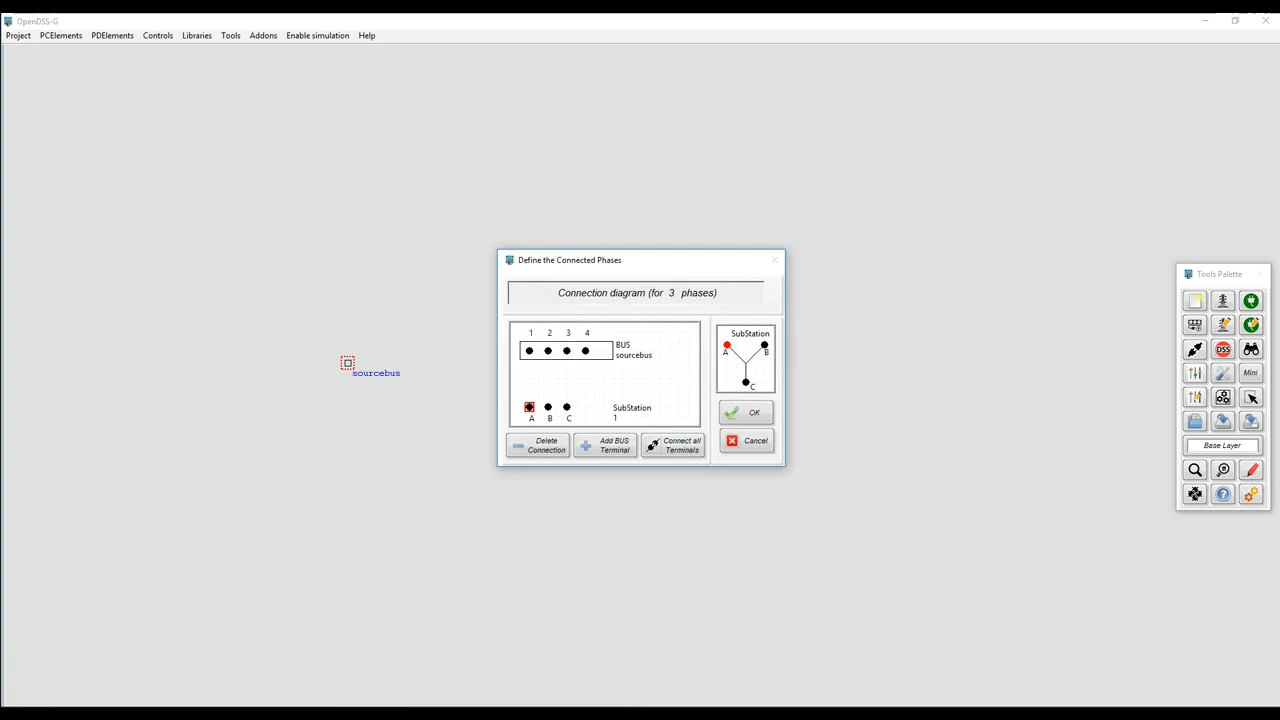 OpenDSS-G
Project PCElements PDElements Controls Libraries Tools Addons Enable simulation Help
Define the Connected Phases
Connection diagram (for 3 phases)
1 2 3 4
BUS
sourcebus
SubStation
A B
C
A B C
SubStation
1
OK
Cancel
Delete
Connection
Add BUS
Terminal
Connect all
Terminals
sourcebus
Tools Palette
DSS
Mini
Base Layer